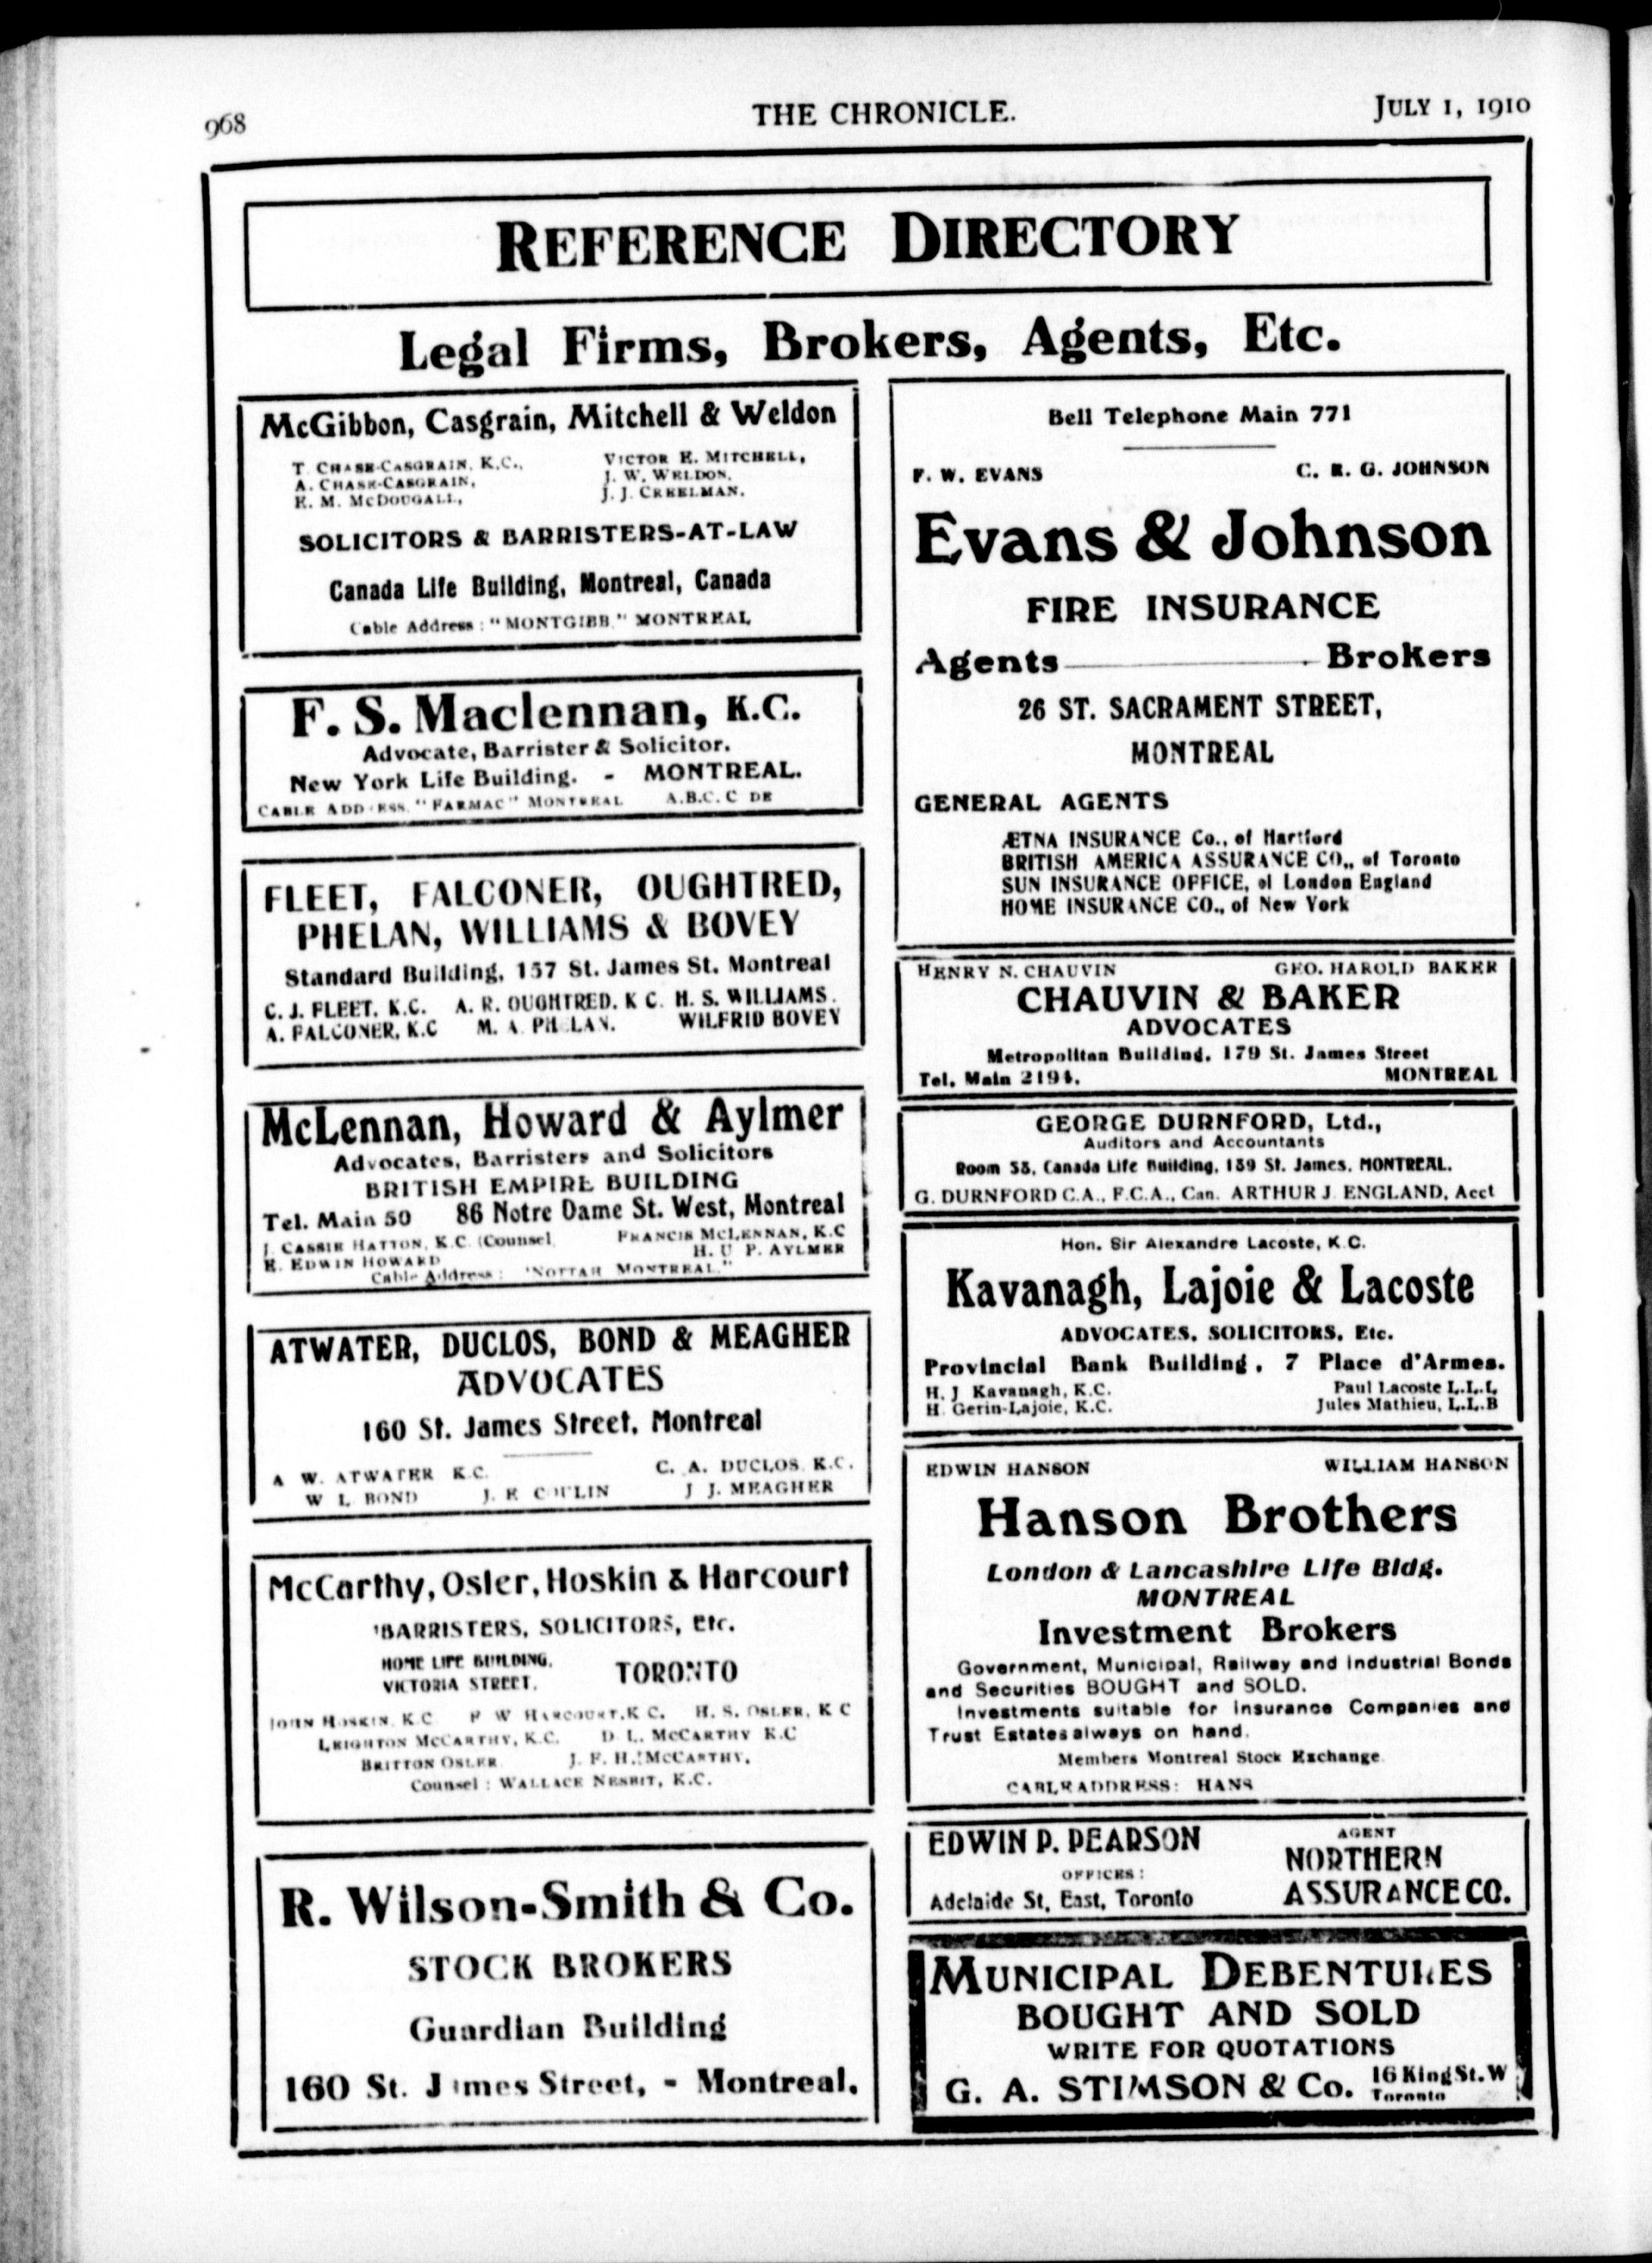 968
THE CHRONICLE.
JULY 1, 1910
REFERENCE DIRECTORY
Legal Firms, Brokers, Agents, Etc.
McGibbon, Casgrain, Mitchell & Weldon
T. CHASE-CASGRAIN, K.C., VICTOR E. MITCHELL,
A. CHASE-CASGRAIN, J. W. WELDON,
E. M. McDOUGALL, J. J. CREELMAN.
SOLICITORS & BARRISTERS-AT-LAW
Canada Life Building, Montreal, Canada
Cable Address: "MONTGIBB," MONTREAL
F. S. Maclennan, K.C.
Advocate, Barrister & Solicitor.
New York Life Building. - MONTREAL.
CABLE ADDRESS, "FARMAC" MONTREAL A.B.C. C DE
FLEET, FALCONER, OUGHTRED,
PHELAN, WILLIAMS & BOVEY
Standard Building, 157 St. James St. Montreal
C. J. FLEET, K.C. A. R. OUGHTRED, K C. H. S. WILLIAMS.
A. FALCONER, K.C M. A PHELAN. WILFRID BOVEY
McLennan, Howard & Aylmer
Advocates, Barristers and Solicitors
BRITISH EMPIRE BUILDING
Tel. Main 50 86 Notre Dame St. West, Montreal
J. CASSIE HATTON, K.C. (Counsel FRANCIS McLENNAN, K.C
E. EDWIN HOWARD H. U P. AYLMER
Cable Address: "NOTTAH MONTREAL."
ATWATER, DUCLOS, BOND & MEAGHER
ADVOCATES
160 St. James Street, Montreal
A W. ATWATER K.C. C. A. DUCLOS K.C.
W L BOND J. E COULIN J J. MEAGHER
McCarthy, Osler, Hoskin & Harcourt
BARRISTERS, SOLICITORS, Etc.
HOME LIFE BUILDING,
VICTORIA STREET, TORONTO
JOHN HOSKIN, K.C F W HARCOURT, K C. H. S. OSLER, K C
LEIGHTON McCARTHY, K.C. D. L. McCARTHY K.C
BRITTON OSLER J. F. H. McCARTHY,
Counsel: WALLACE NESBIT, K.C.
R. Wilson-Smith & Co.
STOCK BROKERS
Guardian Building
160 St. James Street, - Montreal.
Bell Telephone Main 771
F. W. EVANS C. R. G. JOHNSON
Evans & Johnson
FIRE INSURANCE
Agents Brokers
26 ST. SACRAMENT STREET,
MONTREAL
GENERAL AGENTS
ÆTNA INSURANCE Co., of Hartford
BRITISH AMERICA ASSURANCE CO., of Toronto
SUN INSURANCE OFFICE, of London England
HOME INSURANCE CO., of New York
HENRY N. CHAUVIN GEO. HAROLD BAKER
CHAUVIN & BAKER
ADVOCATES
Metropolitan Building, 179 St. James Street
Tel. Main 2194. MONTREAL
GEORGE DURNFORD, Ltd.,
Auditors and Accountants
Room 58, Canada Life Building, 189 St. James, MONTREAL.
G. DURNFORD C.A., F.C.A., Can. ARTHUR J. ENGLAND, Acct
Hon. Sir Alexandre Lacoste, K.C.
Kavanagh, Lajoie & Lacoste
ADVOCATES, SOLICITORS, Etc.
Provincial Bank Building, 7 Place d'Armes.
H. J Kavanagh, K.C. Paul Lacoste L.L.L
H. Gerin-Lajoie, K.C. Jules Mathieu, L.L.B
EDWIN HANSON WILLIAM HANSON
Hanson Brothers
London & Lancashire Life Bldg.
MONTREAL
Investment Brokers
Government, Municipal, Railway and Industrial Bonds
and Securities BOUGHT and SOLD.
Investments suitable for Insurance Companies and
Trust Estates always on hand.
Members Montreal Stock Exchange.
CABLE ADDRESS: HANS
EDWIN P. PEARSON
OFFICES:
Adelaide St, East, Toronto
AGENT
NORTHERN
ASSURANCE CO.
MUNICIPAL DEBENTURES
BOUGHT AND SOLD
WRITE FOR QUOTATIONS
G. A. STIMSON & Co. 16 King St. W
Toronto